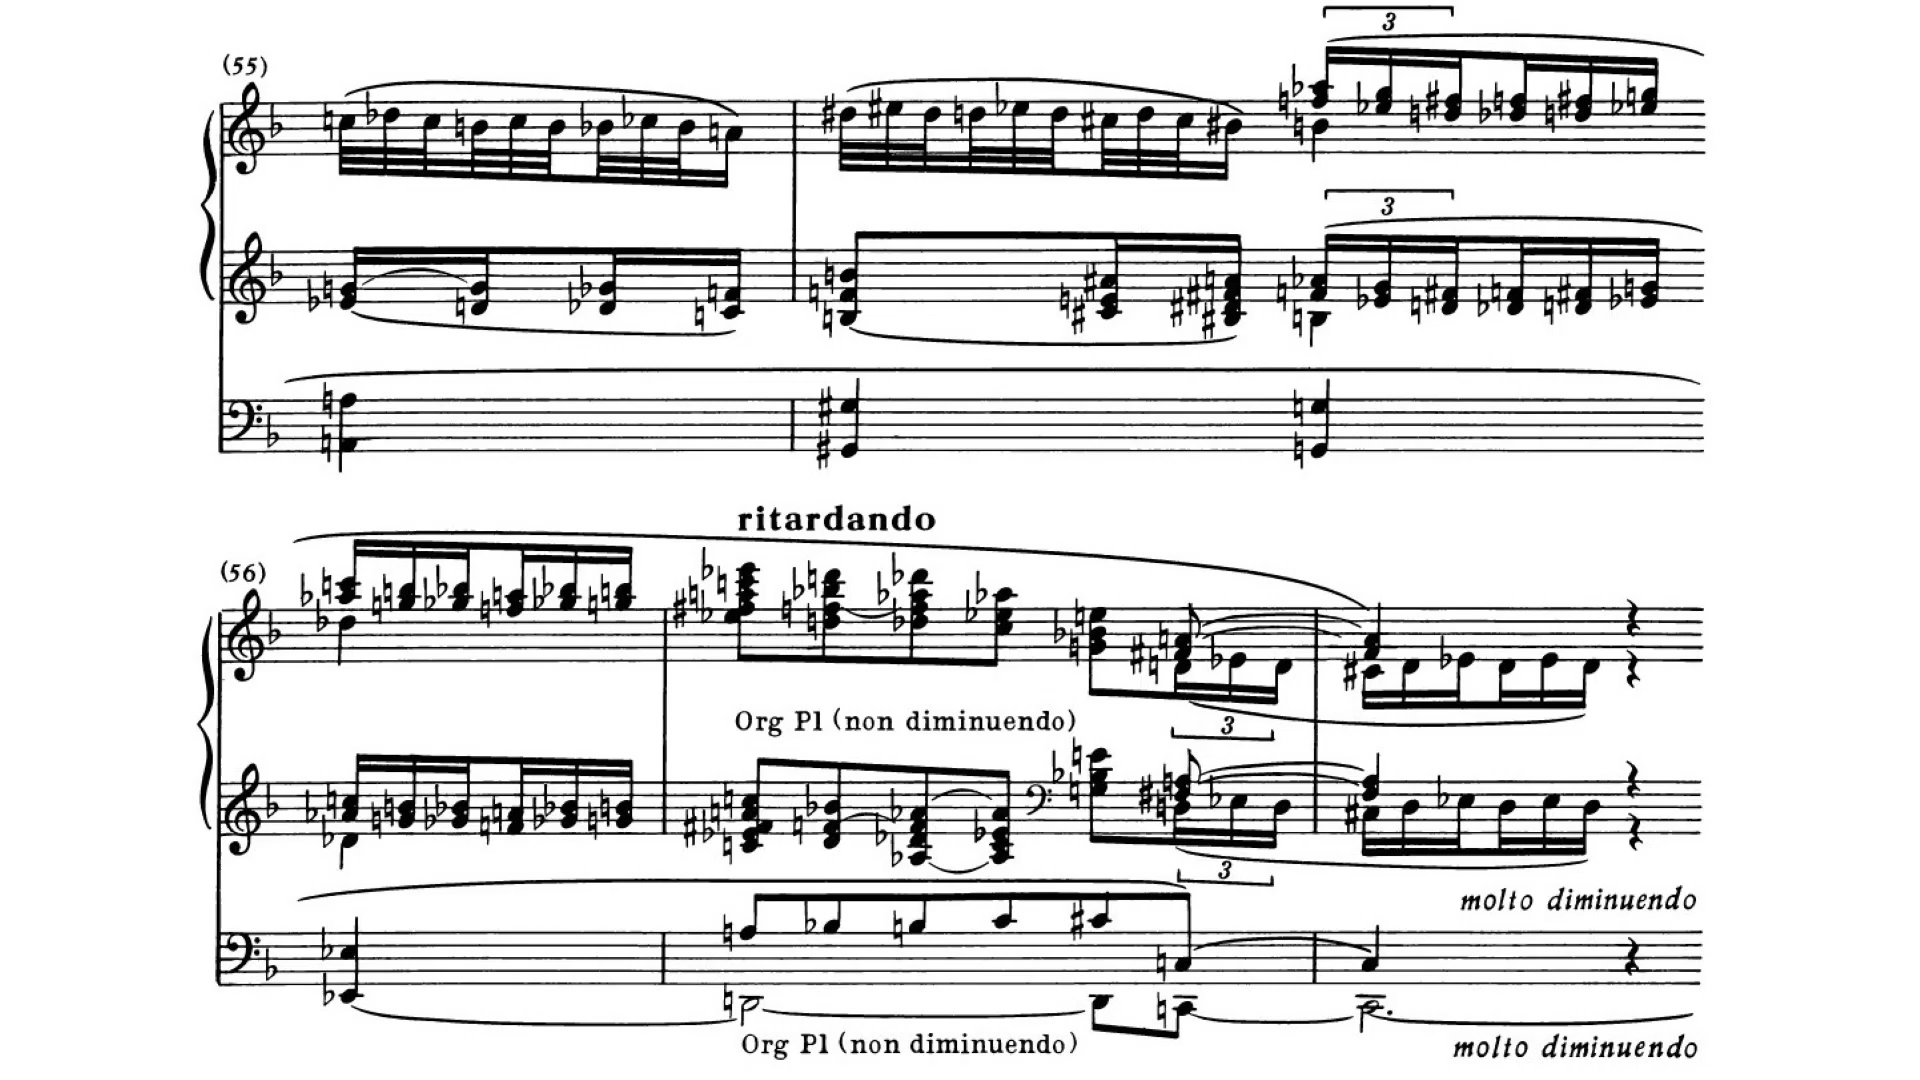 3
(55)
3
ritardando
(56)
Org Pl (non diminuendo)
3
3
molto diminuendo
Org Pl (non diminuendo)
molto diminuendo